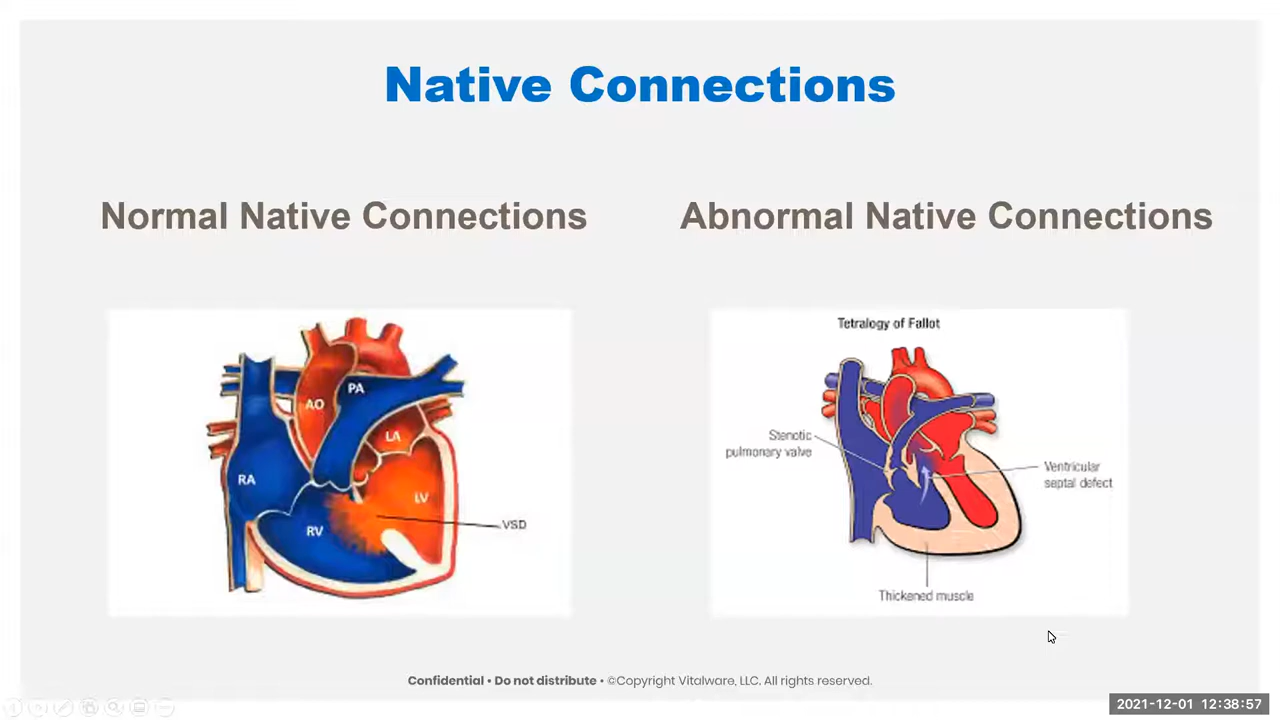 Native Connections
Normal Native Connections
Abnormal Native Connections
AO
PA
LA
RA
LV
RV
VSD
Tetralogy of Fallot
Stenotic
pulmonary valve
Ventricular
septal defect
Thickened muscle
Confidential • Do not distribute • ©Copyright Vitalware, LLC. All rights reserved.
2021-12-01 12:38:57